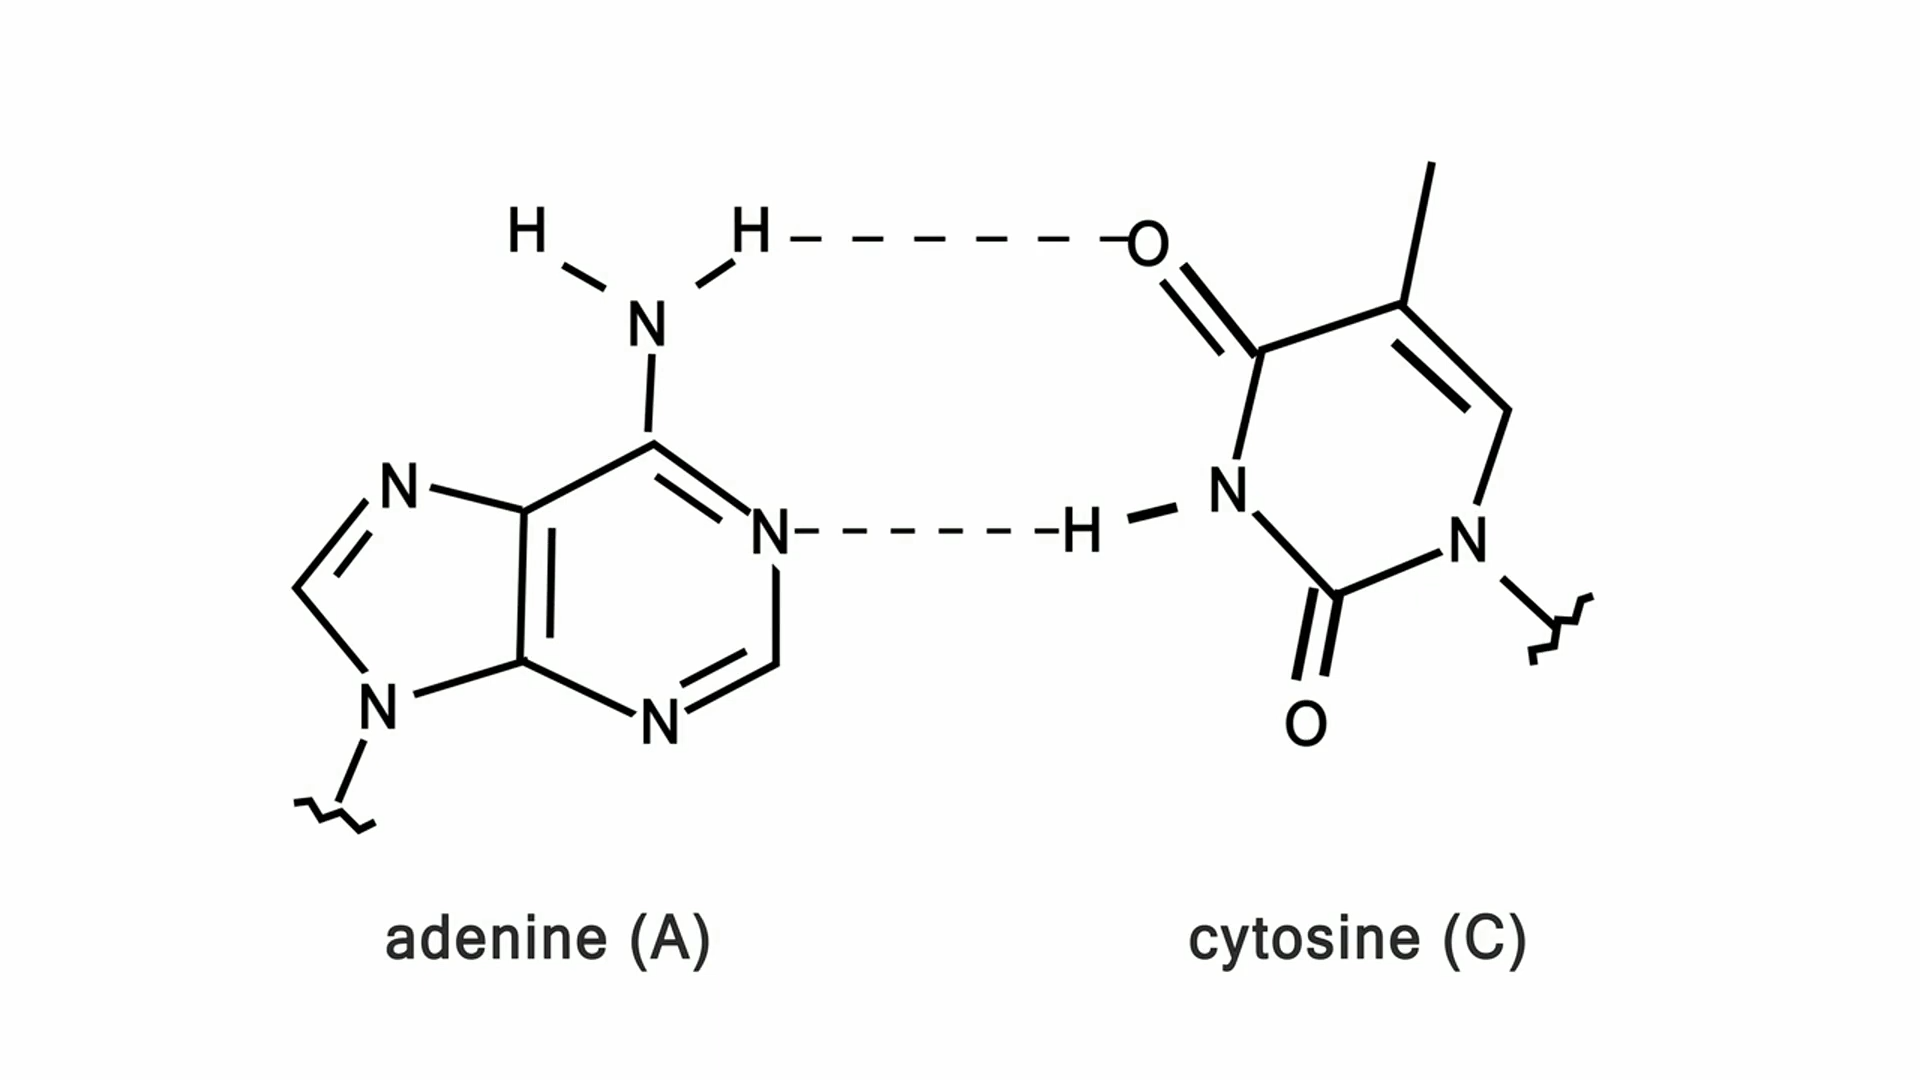 H H O
N
N N H N N
N N O
adenine (A) cytosine (C)